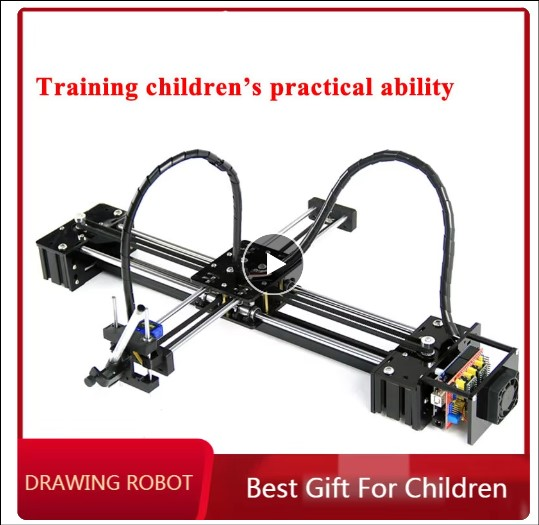 Training children’s practical ability
DRAWING ROBOT
Best Gift For Children